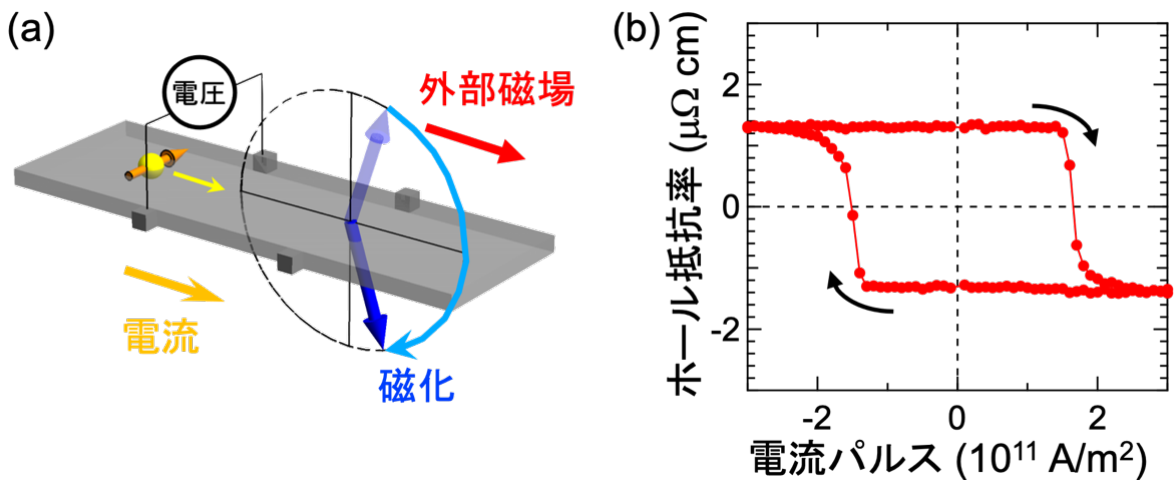 (a)
電圧
外部磁場
電流
磁化
(b)
ホール抵抗率 (μΩ cm)
2
0
-2
-2 0 2
電流パルス (10¹¹ A/m²)